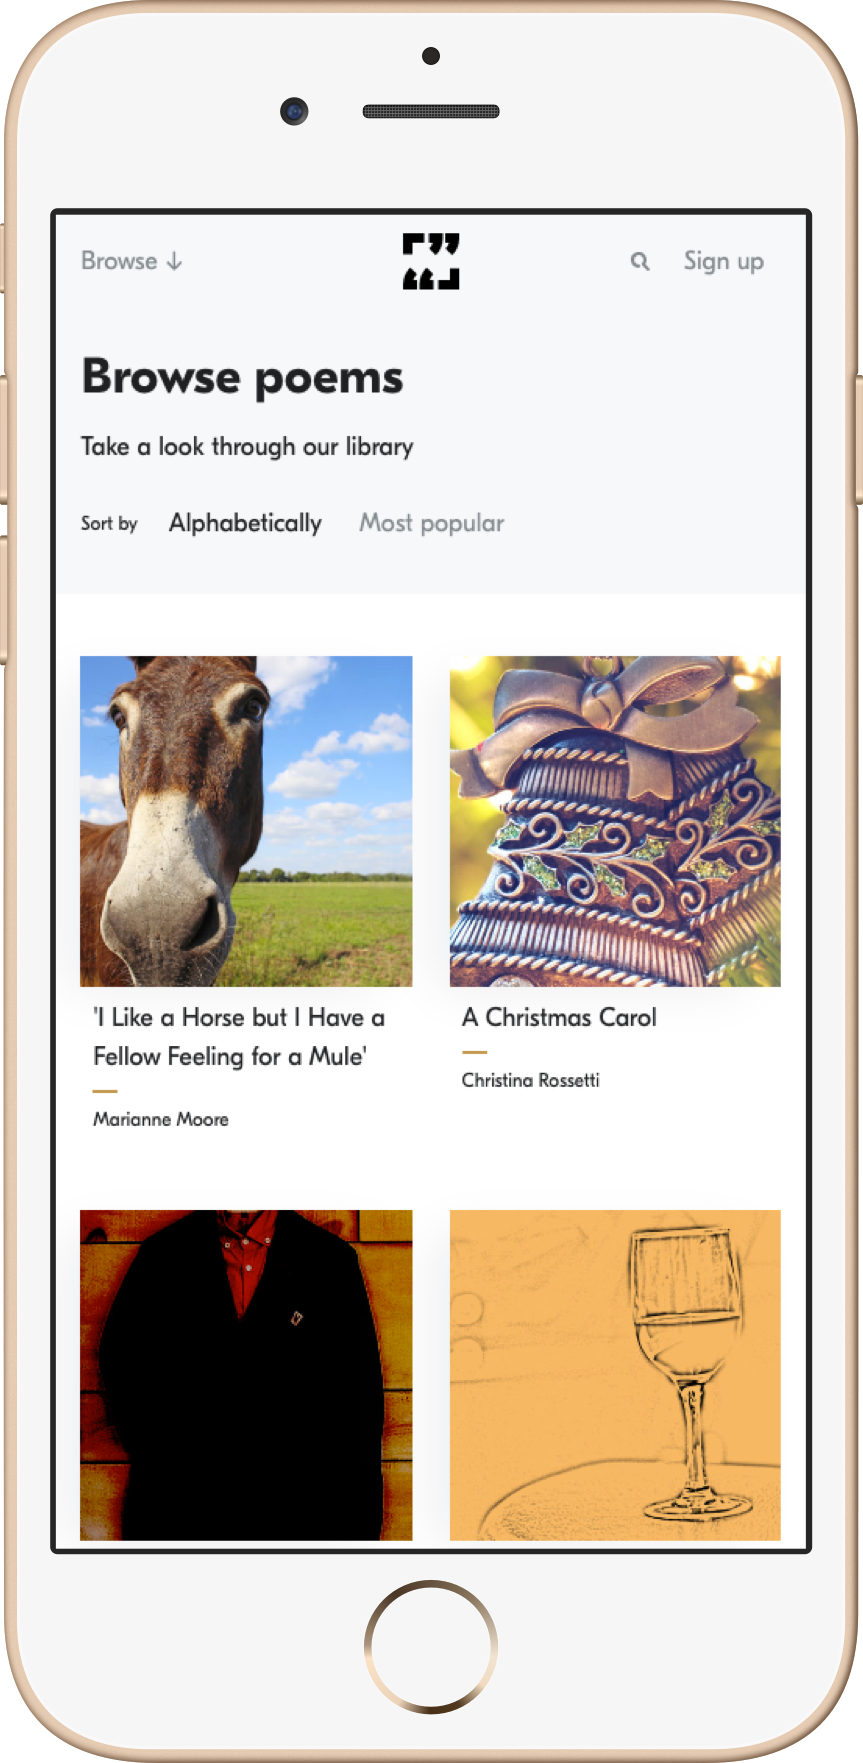 Browse ↓
Sign up
Browse poems
Take a look through our library
Sort by Alphabetically Most popular
'I Like a Horse but I Have a
Fellow Feeling for a Mule'
Marianne Moore
A Christmas Carol
Christina Rossetti